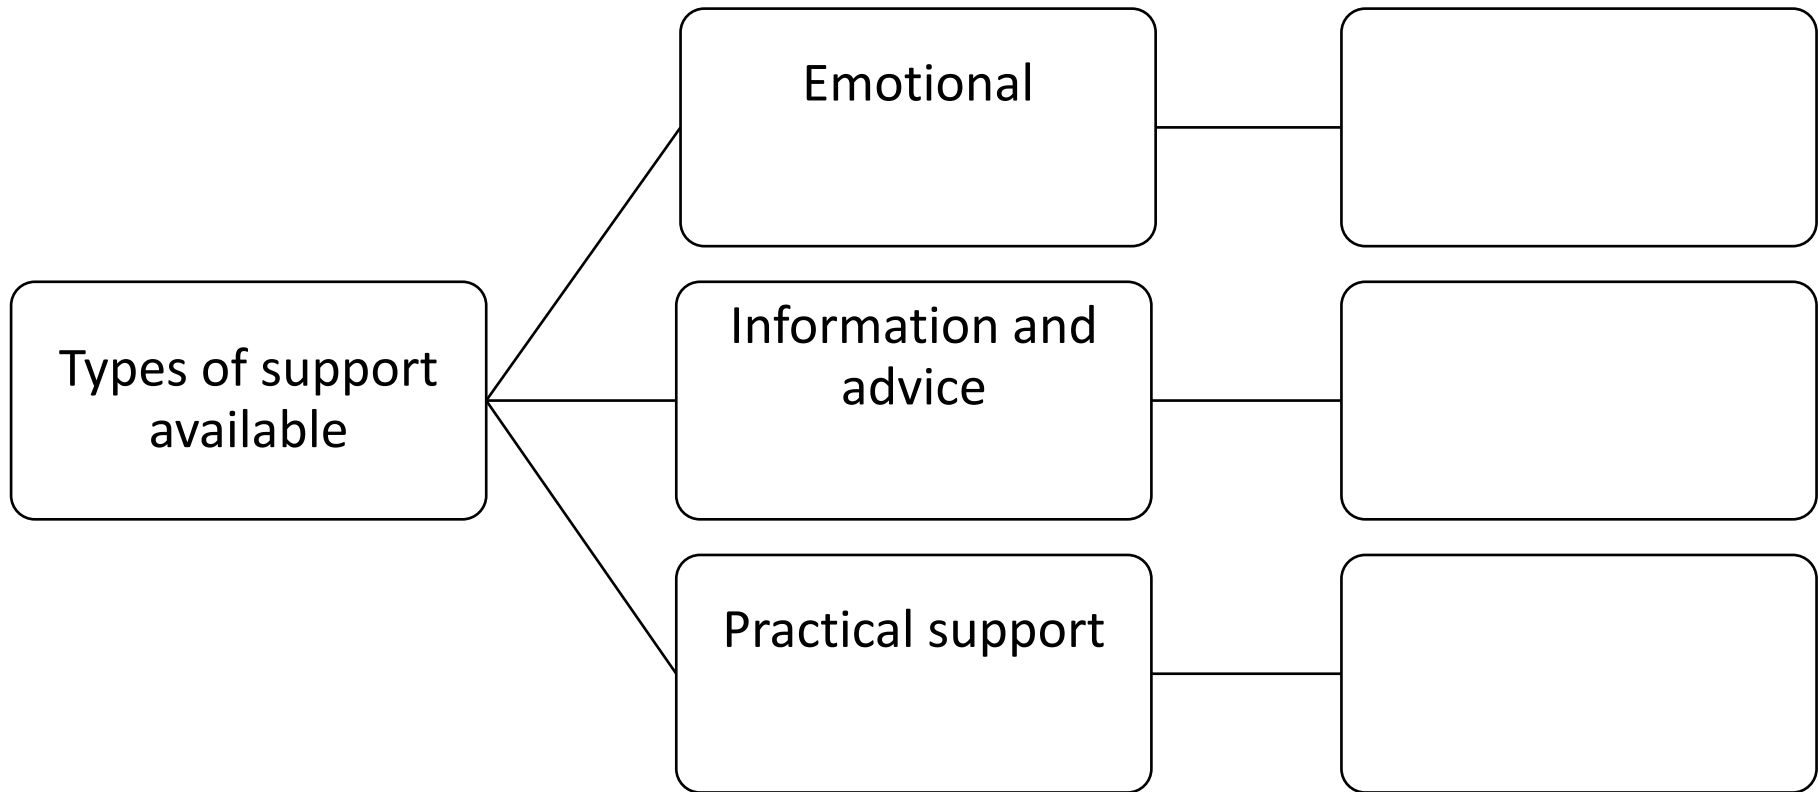 Emotional
Information and
advice
Types of support
available
Practical support